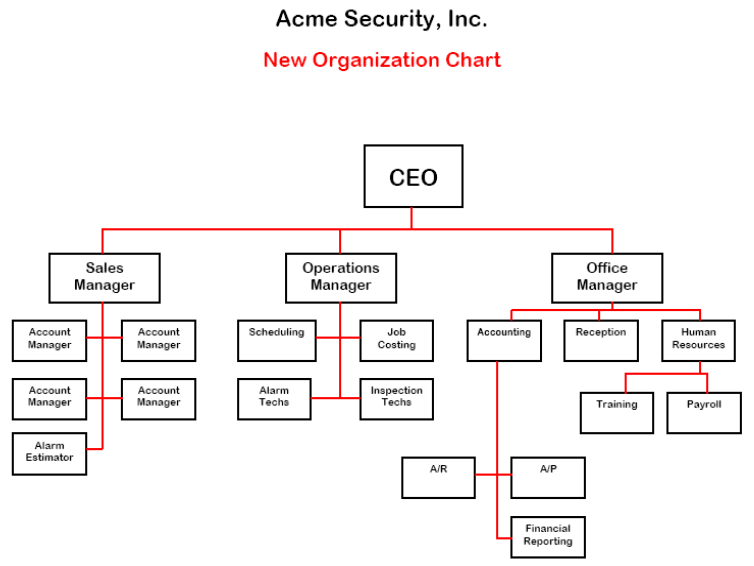 Acme Security, Inc.
New Organization Chart
CEO
Sales
Manager
Operations
Manager
Office
Manager
Account
Manager
Account
Manager
Scheduling
Job
Costing
Accounting
Reception
Human
Resources
Account
Manager
Account
Manager
Alarm
Techs
Inspection
Techs
Training
Payroll
Alarm
Estimator
A/R
A/P
Financial
Reporting